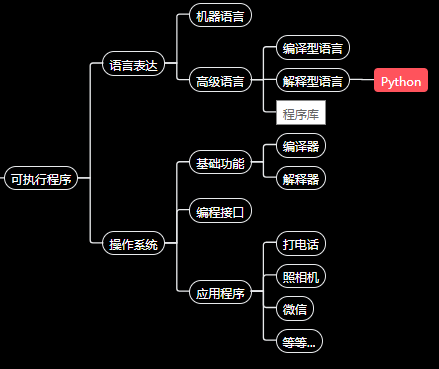 机器语言
语言表达
编译型语言
高级语言
解释型语言
Python
程序库
可执行程序
编译器
基础功能
解释器
编程接口
操作系统
打电话
照相机
应用程序
微信
等等...